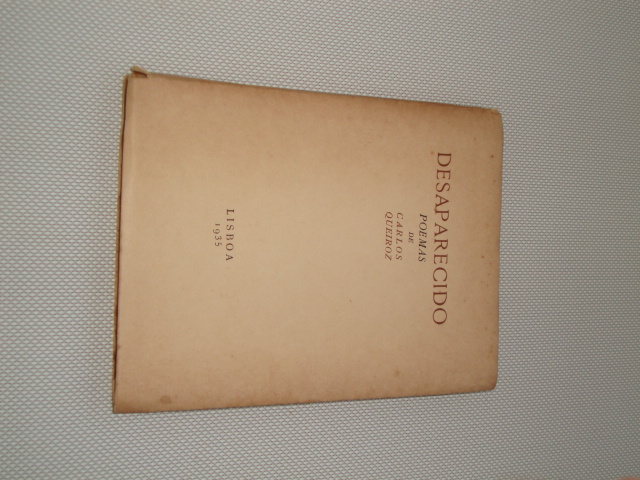 DESAPARECIDO
POEMAS
DE
CARLOS
QUEIROZ
LISBOA
1935